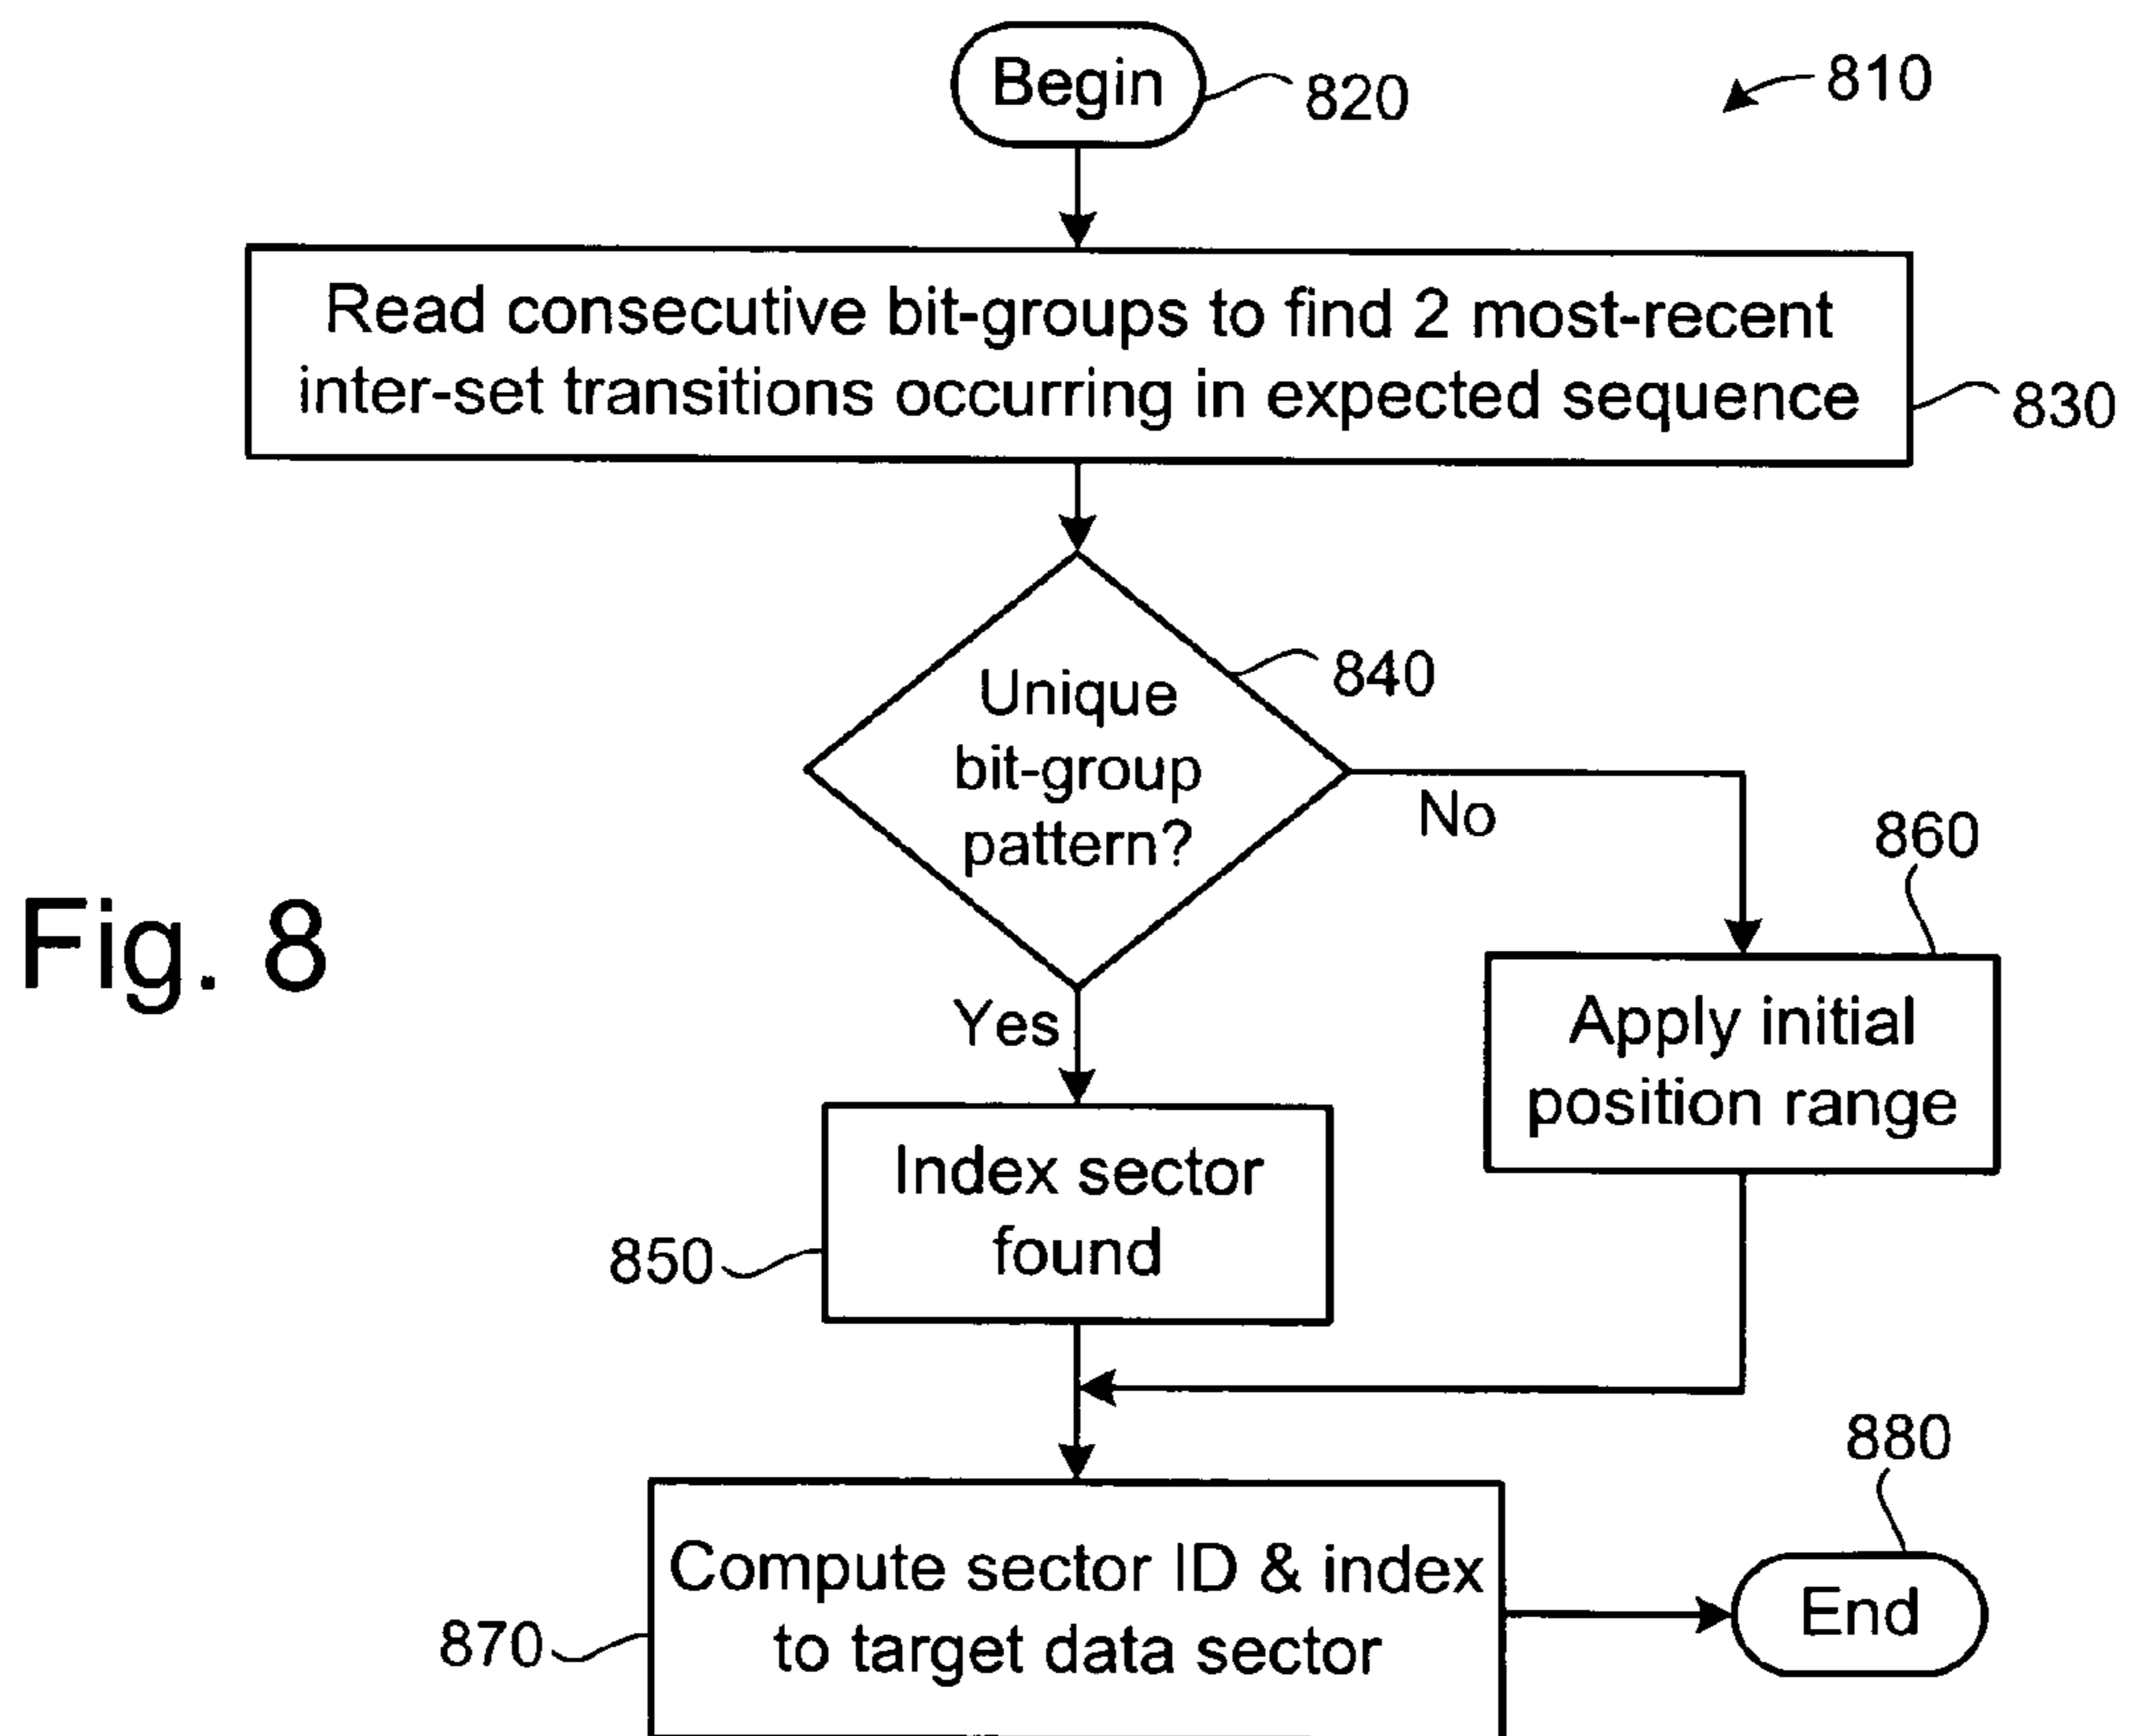 Begin
820
810
Read consecutive bit-groups to find 2 most-recent
inter-set transitions occurring in expected sequence
830
840
Unique
bit-group
pattern?
No
860
Fig. 8
Yes
Apply initial
position range
Index sector
found
850
880
Compute sector ID & index
to target data sector
870
End